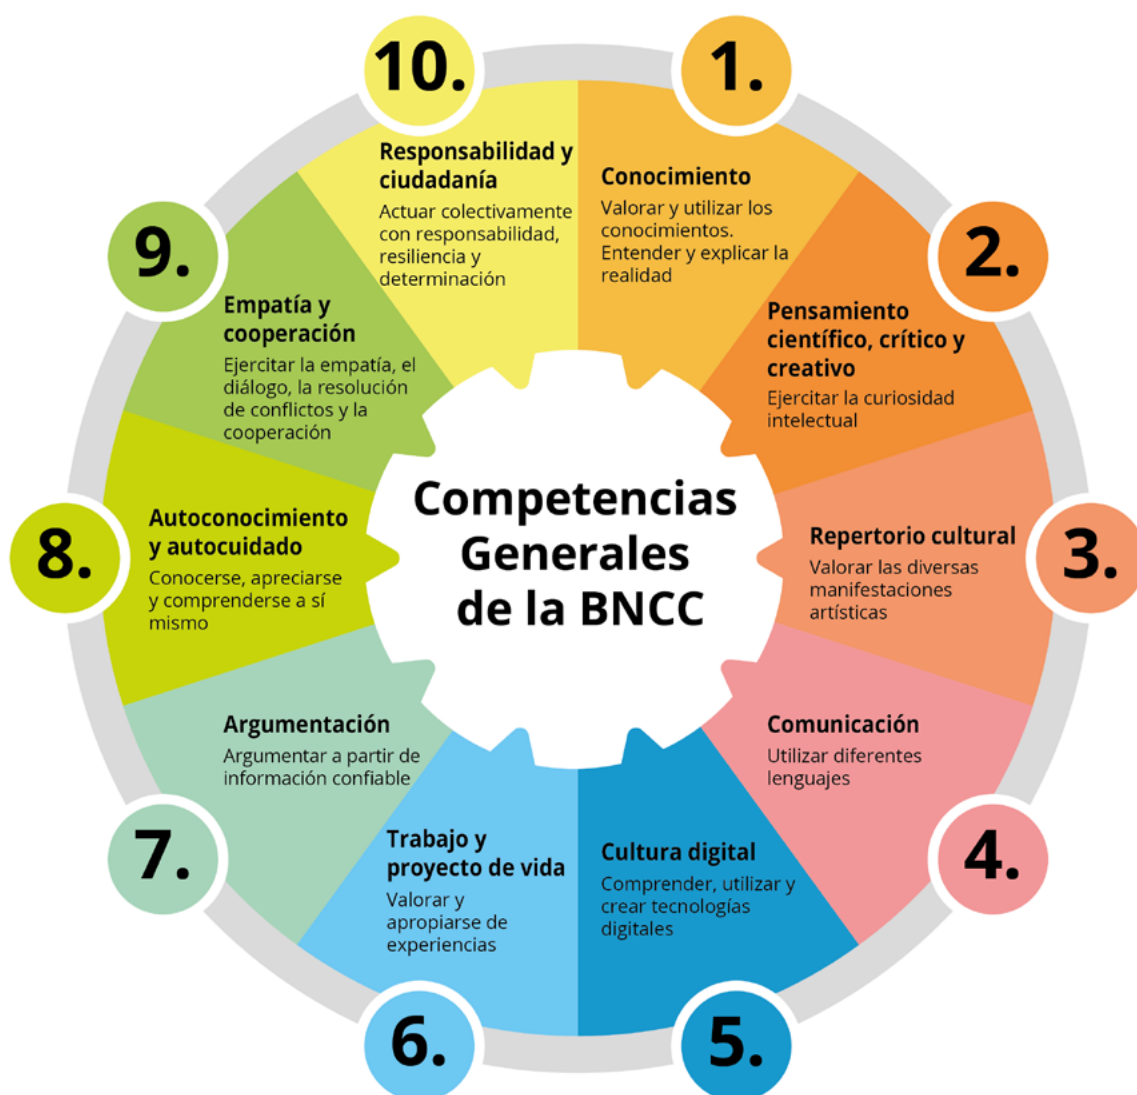 Competencias
Generales
de la BNCC
1.
Conocimiento
Valorar y utilizar los
conocimientos.
Entender y explicar la
realidad
2.
Pensamiento
científico, crítico y
creativo
Ejercitar la curiosidad
intelectual
3.
Repertorio cultural
Valorar las diversas
manifestaciones
artísticas
4.
Comunicación
Utilizar diferentes
lenguajes
5.
Cultura digital
Comprender, utilizar y
crear tecnologías
digitales
6.
Trabajo y
proyecto de vida
Valorar y
apropiarse de
experiencias
7.
Argumentación
Argumentar a partir de
información confiable
8.
Autoconocimiento
y autocuidado
Conocerse, apreciarse
y comprenderse a sí
mismo
9.
Empatía y
cooperación
Ejercitar la empatía, el
diálogo, la resolución
de conflictos y la
cooperación
10.
Responsabilidad y
ciudadanía
Actuar colectivamente
con responsabilidad,
resiliencia y
determinación